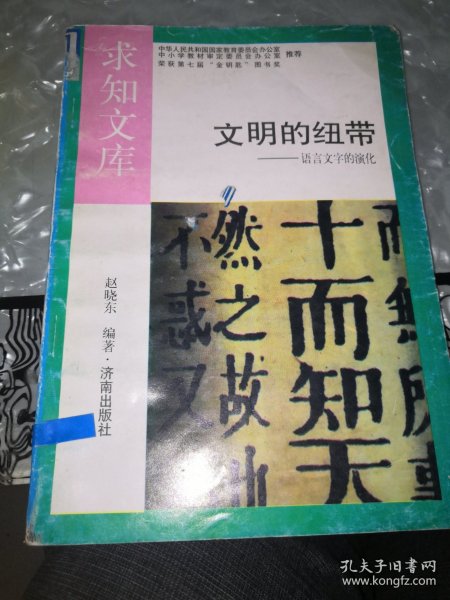 求知文库
中华人民共和国国家教育委员会办公室
中小学教材审定委员会办公室 推荐
荣获第七届“金钥匙”图书奖
文明的纽带
——语言文字的演化
赵晓东 编著·济南出版社
而无所
十而知天
然之故
不惑又
孔夫子旧书网
www.kongfz.com